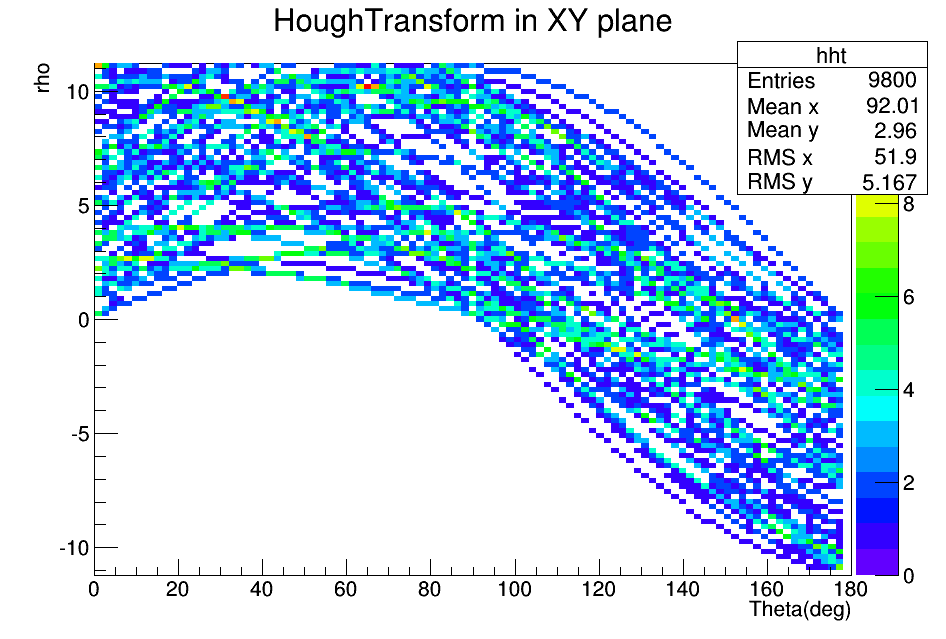 HoughTransform in XY plane
hht
Entries 9800
Mean x 92.01
Mean y 2.96
RMS x 51.9
RMS y 5.167
rho
10
5
0
-5
-10
8
6
4
2
0
0 20 40 60 80 100 120 140 160 180
Theta(deg)